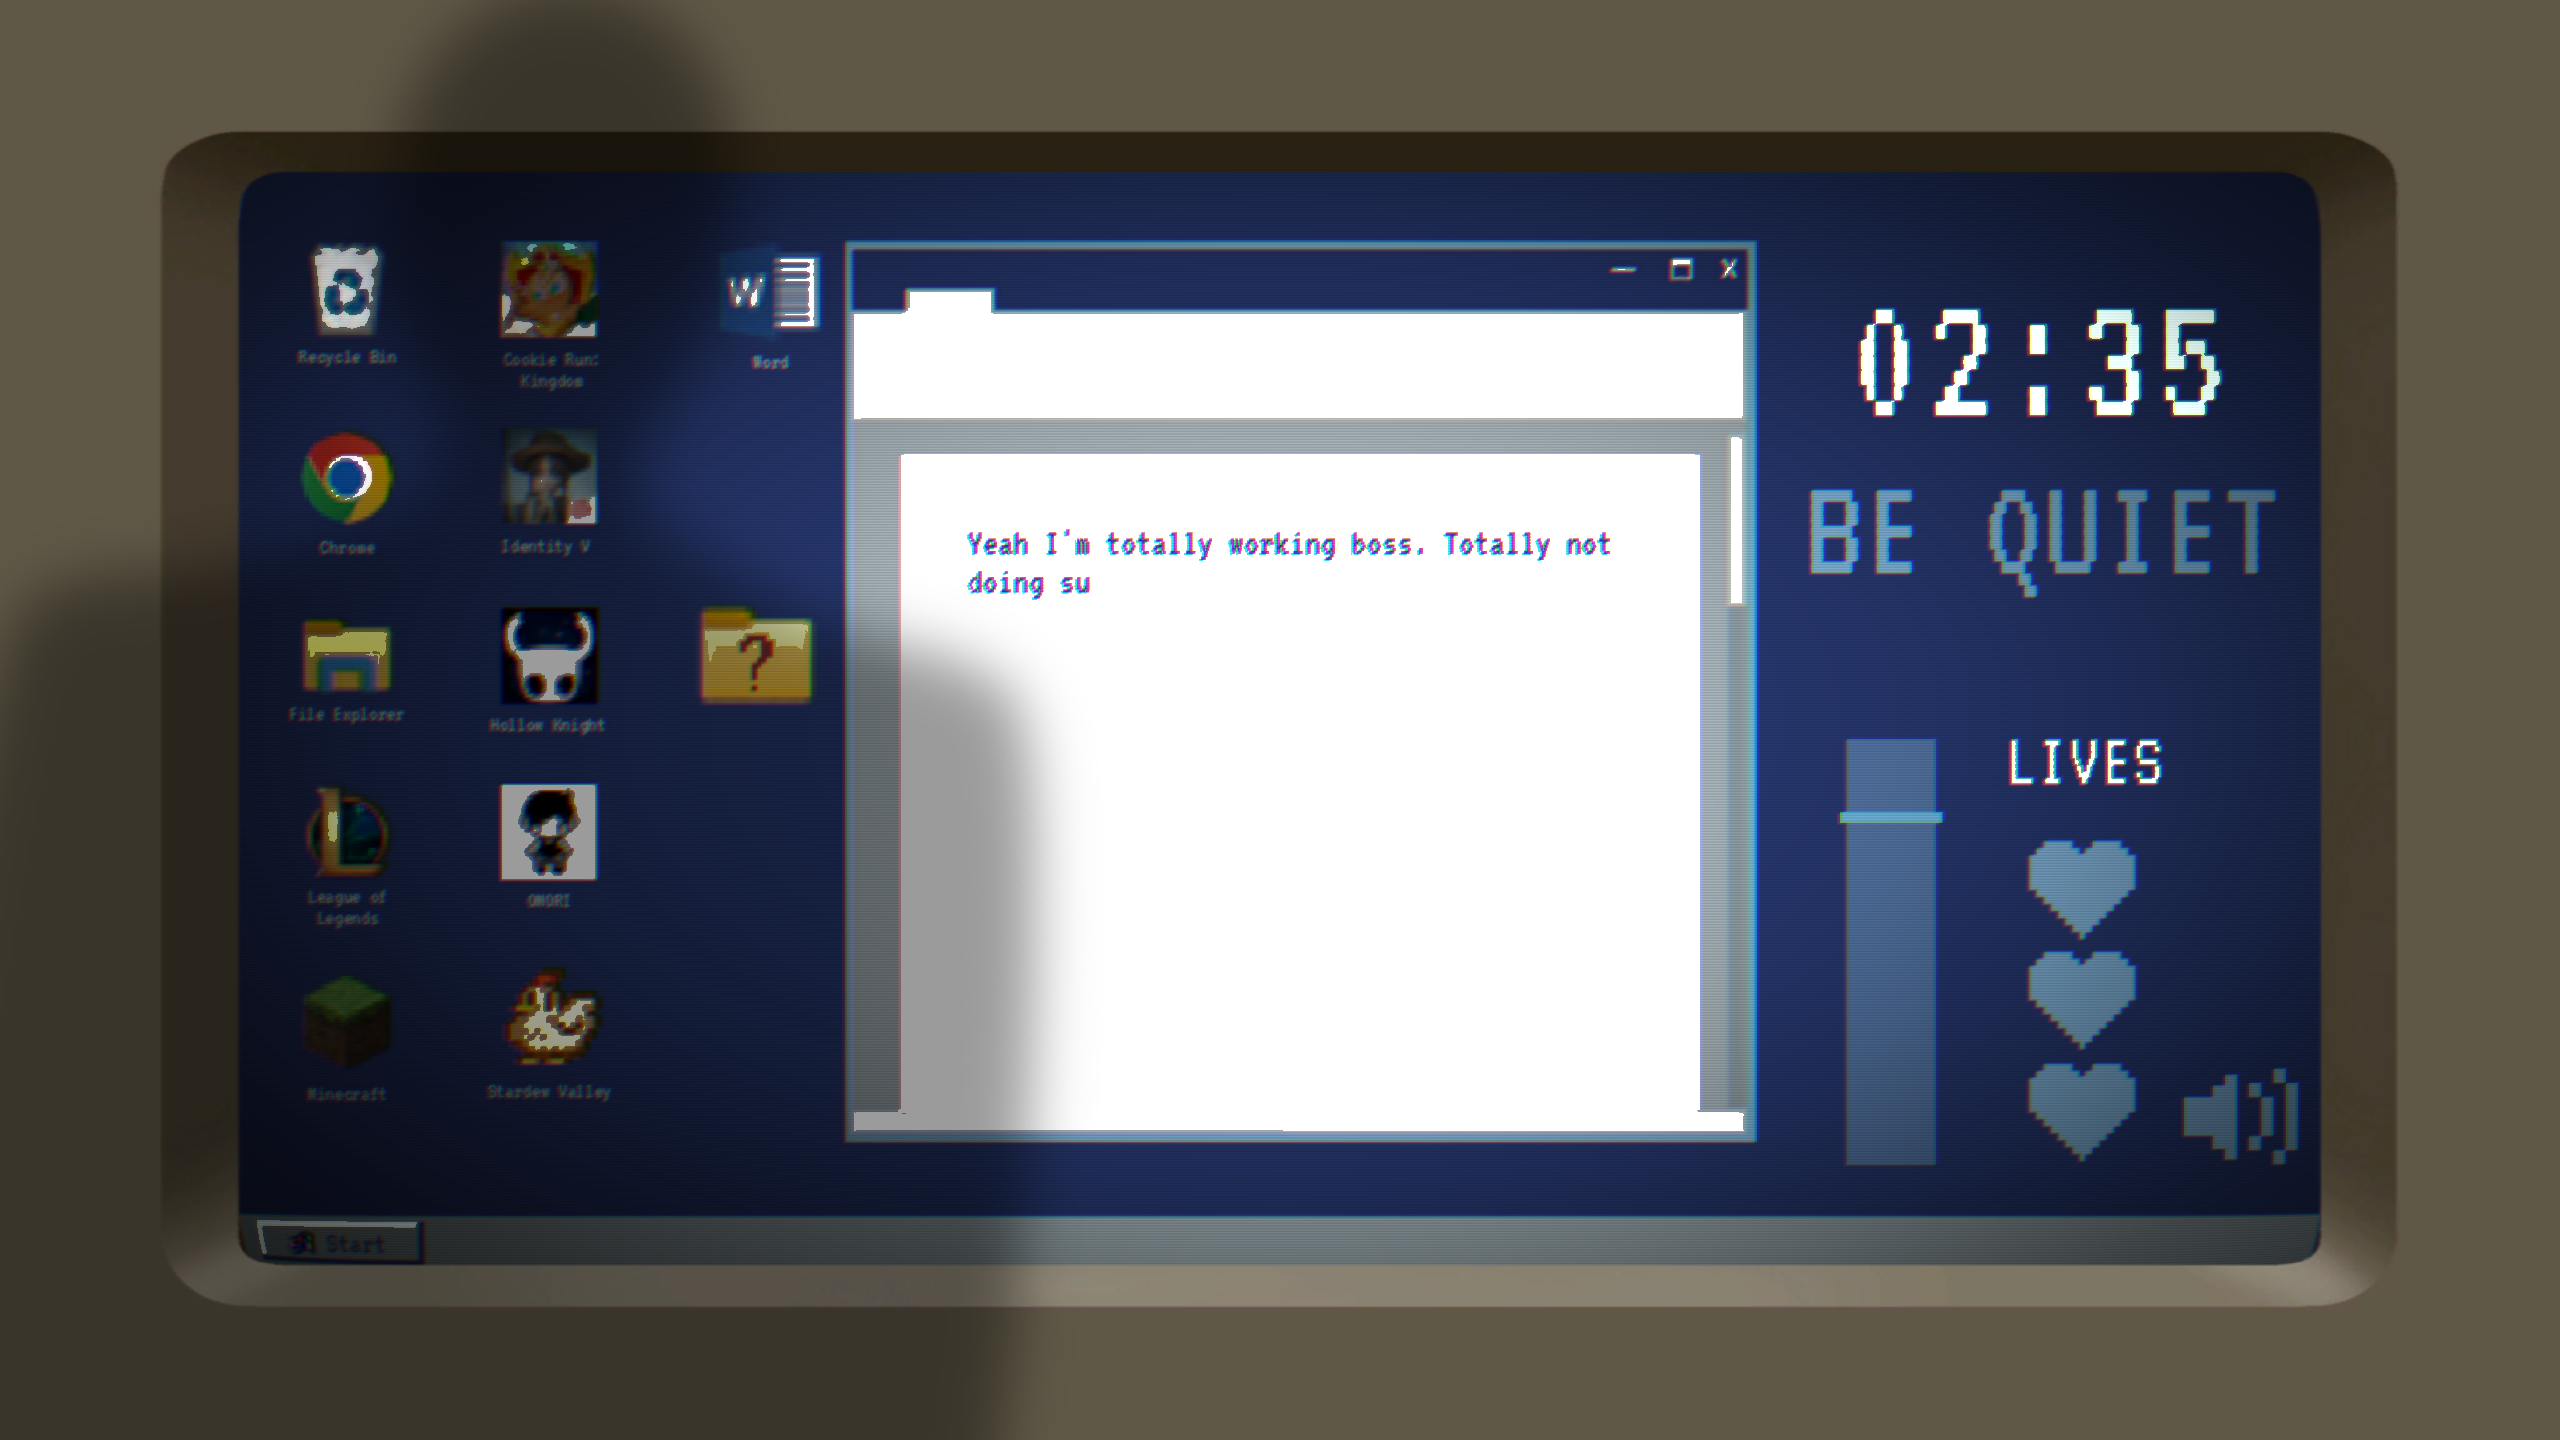 Recycle Bin
Cookie Run:
Kingdom
W
Word
Chrome
Identity V
File Explorer
Hollow Knight
?
League of
Legends
OMORI
Minecraft
Stardew Valley
Start
Yeah I'm totally working boss. Totally not
doing su
02:35
BE QUIET
LIVES